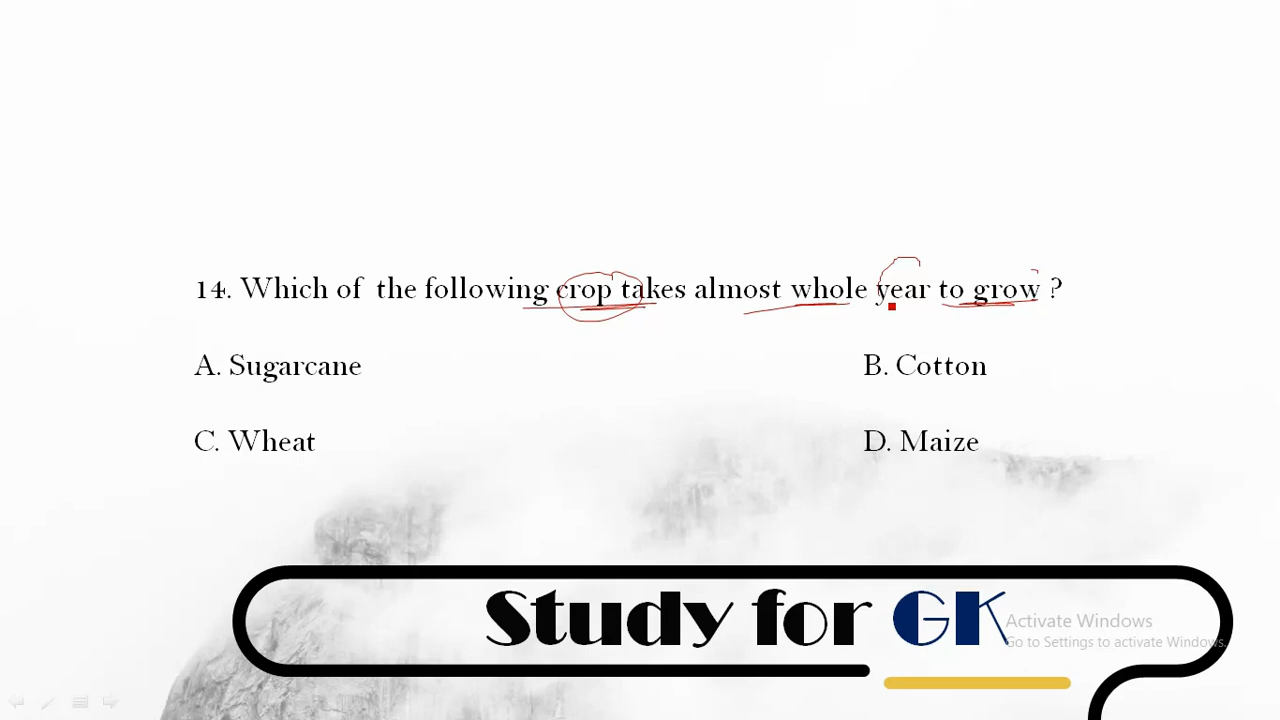 14. Which of the following crop takes almost whole year to grow ?
A. Sugarcane
B. Cotton
C. Wheat
D. Maize
Study for GK
Activate Windows
Go to Settings to activate Windows.